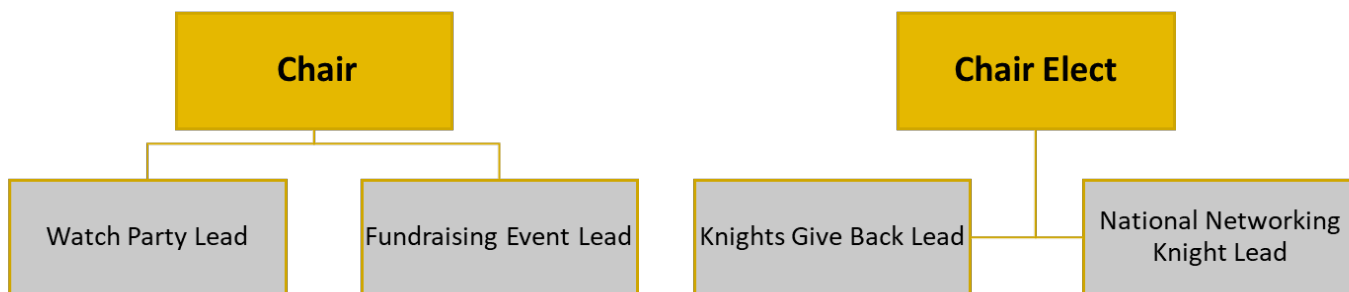 Chair
Chair Elect
Watch Party Lead
Fundraising Event Lead
Knights Give Back Lead
National Networking
Knight Lead